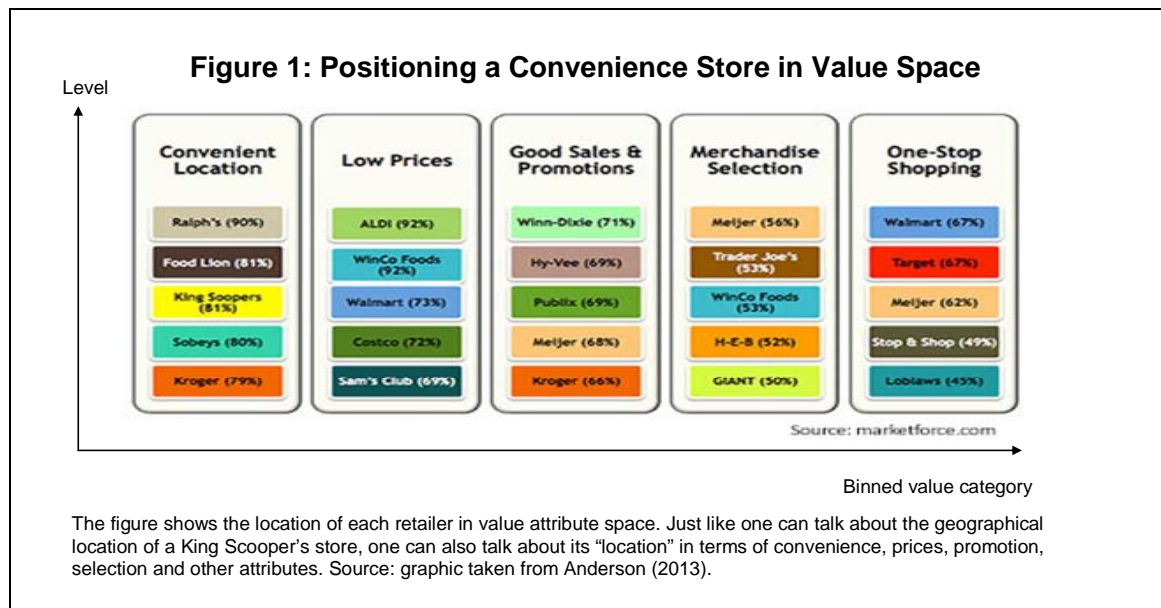 Figure 1: Positioning a Convenience Store in Value Space
Level
Convenient
Location
Ralph's (90%)
Food Lion (81%)
King Soopers
(81%)
Sobeys (80%)
Kroger (79%)
Low Prices
ALDI (92%)
WinCo Foods
(92%)
Walmart (73%)
Costco (72%)
Sam's Club (69%)
Good Sales &
Promotions
Winn-Dixie (71%)
Hy-Vee (69%)
Publix (69%)
Meijer (68%)
Kroger (66%)
Merchandise
Selection
Meijer (56%)
Trader Joe's
(53%)
WinCo Foods
(53%)
H-E-B (52%)
GIANT (50%)
One-Stop
Shopping
Walmart (67%)
Target (67%)
Meijer (62%)
Stop & Shop (49%)
Loblaws (45%)
Source: marketforce.com
Binned value category
The figure shows the location of each retailer in value attribute space. Just like one can talk about the geographical
location of a King Scooper's store, one can also talk about its “location” in terms of convenience, prices, promotion,
selection and other attributes. Source: graphic taken from Anderson (2013).